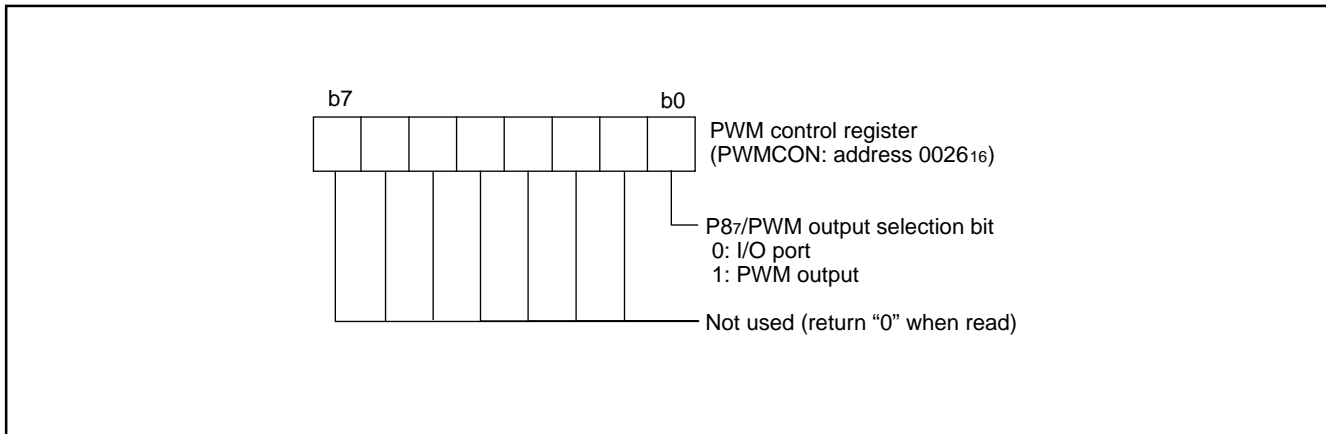 b7 b0
PWM control register
(PWMCON: address 0026₁₆)
P8₇/PWM output selection bit
0: I/O port
1: PWM output
Not used (return “0” when read)